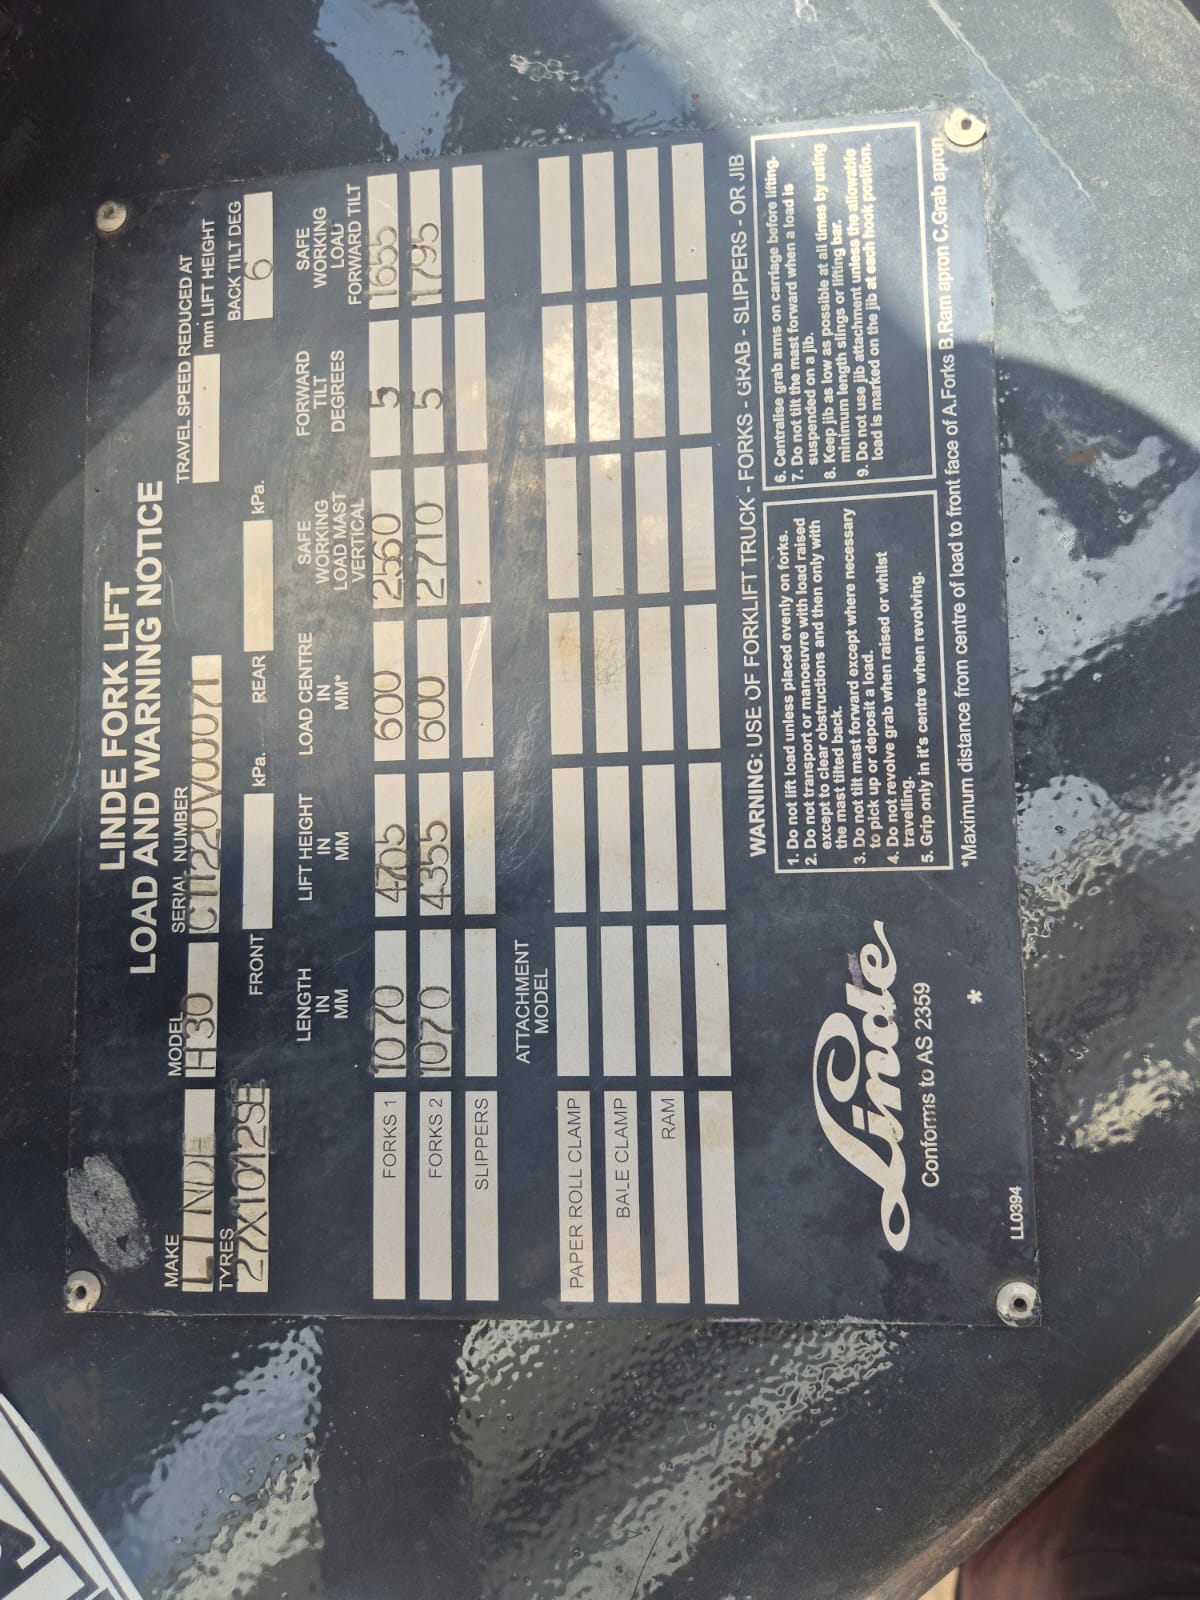 LINDE FORK LIFT
LOAD AND WARNING NOTICE
MAKE MODEL SERIAL NUMBER TRAVEL SPEED REDUCED AT
LINDE H30 C1122OV00071 mm LIFT HEIGHT
TYRES FRONT kPa. REAR kPa. BACK TILT DEG
27X1012SE 6
LENGTH IN MM LIFT HEIGHT IN MM LOAD CENTRE IN MM* SAFE WORKING LOAD MAST VERTICAL FORWARD TILT DEGREES SAFE WORKING LOAD FORWARD TILT
FORKS 1 1070 4705 600 2560 5 1655
FORKS 2 1070 4355 600 2710 5 1795
SLIPPERS
ATTACHMENT
MODEL
PAPER ROLL CLAMP
BALE CLAMP
RAM
WARNING: USE OF FORKLIFT TRUCK - FORKS - GRAB - SLIPPERS - OR JIB
1. Do not lift load unless placed evenly on forks.
2. Do not transport or manoeuvre with load raised
except to clear obstructions and then only with
the mast tilted back.
3. Do not tilt mast forward except where necessary
to pick up or deposit a load.
4. Do not revolve grab when raised or whilst
travelling.
5. Grip only in it's centre when revolving.
6. Centralise grab arms on carriage before lifting.
7. Do not tilt the mast forward when a load is
suspended on a jib.
8. Keep jib as low as possible at all times by using
minimum length slings or lifting bar.
9. Do not use jib attachment unless the allowable
load is marked on the jib at each hook position.
Linde
Conforms to AS 2359
*
*Maximum distance from centre of load to front face of A.Forks B.Ram apron C.Grab apron
LL0394